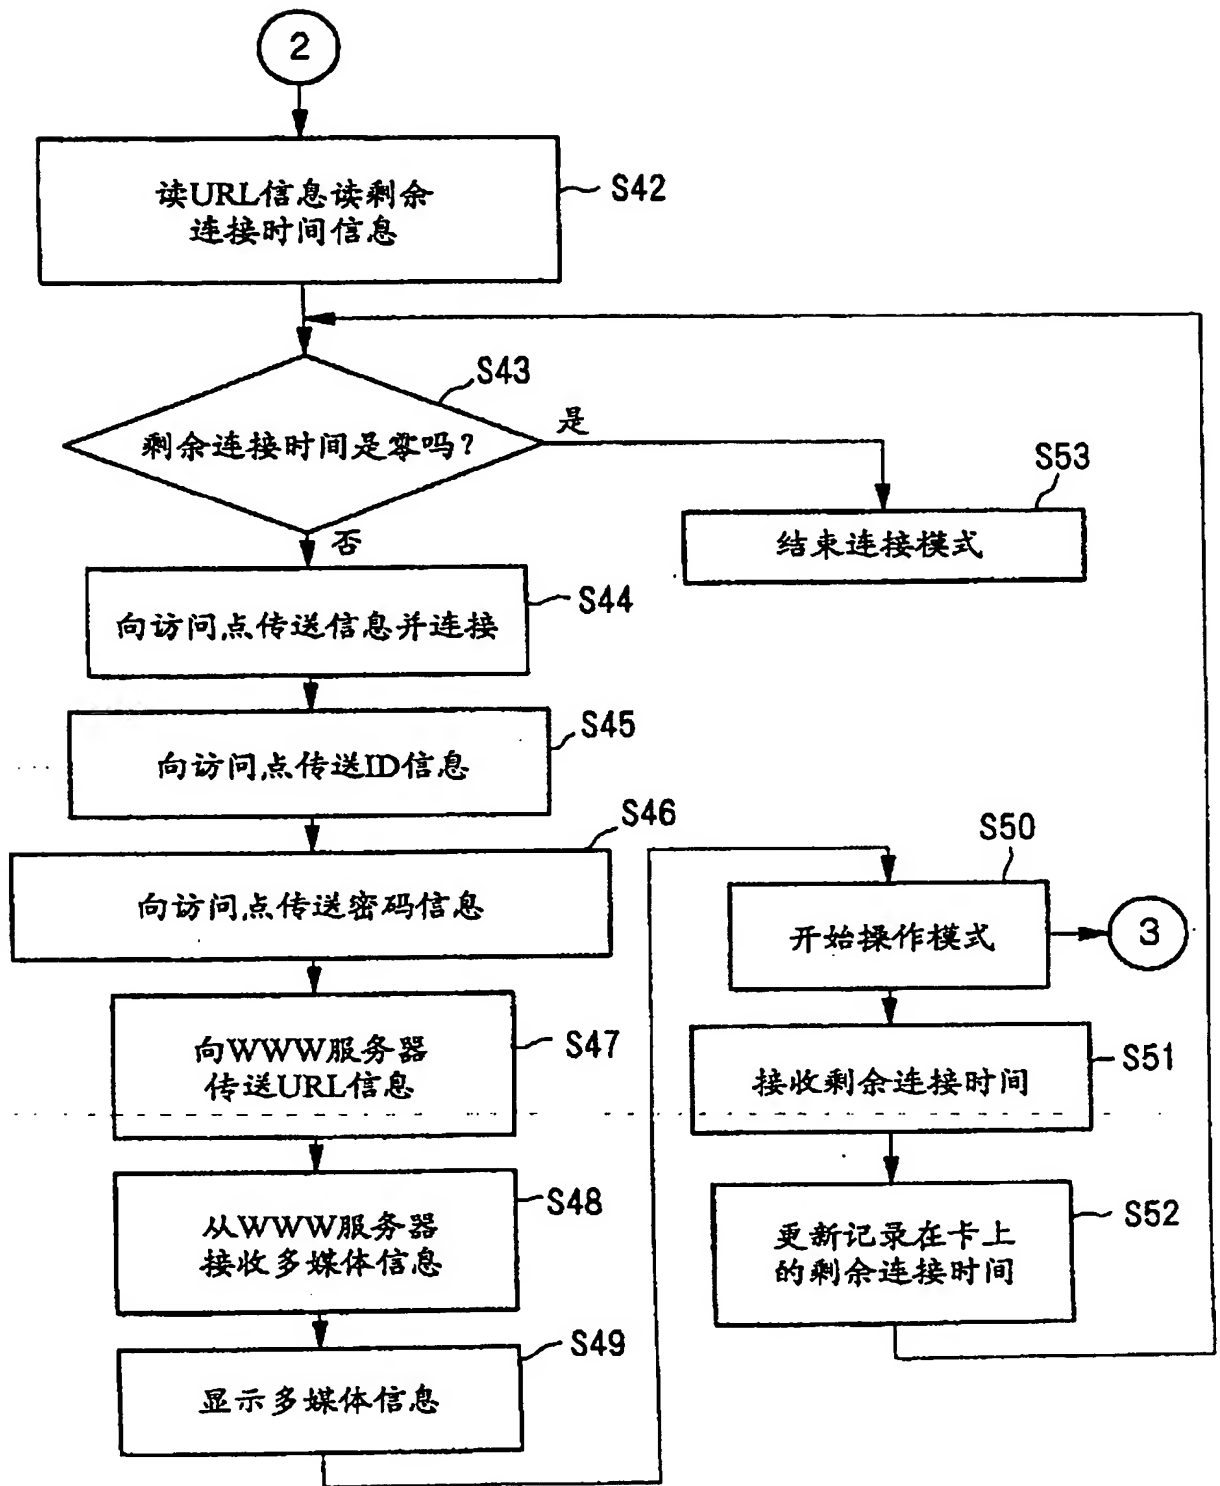 2
读URL信息读剩余
连接时间信息
S42
S43
剩余连接时间是零吗？
是
否
S53
结束连接模式
S44
向访问点传送信息并连接
S45
向访问点传送ID信息
S46
向访问点传送密码信息
S47
向WWW服务器
传送URL信息
S48
从WWW服务器
接收多媒体信息
S49
显示多媒体信息
S50
开始操作模式
3
S51
接收剩余连接时间
S52
更新记录在卡上
的剩余连接时间